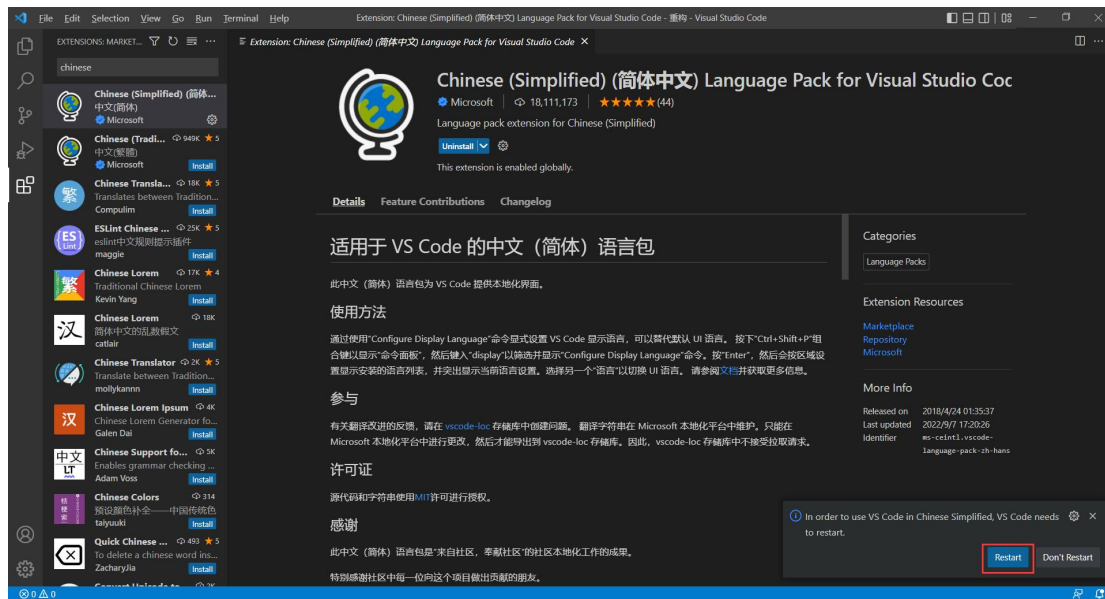 File Edit Selection View Go Run Terminal Help
Extension: Chinese (Simplified) (简体中文) Language Pack for Visual Studio Code - 重构 - Visual Studio Code
EXTENSIONS: MARKET...
chinese
Chinese (Simplified) (简体...
中文(简体)
Microsoft
Chinese (Tradi... 949K ★ 5
中文(繁體)
Microsoft Install
繁
Chinese Transla... 18K ★ 5
Translates between Tradition...
Compulim Install
{ES}
Lint
ESLint Chinese ... 25K ★ 5
eslint中文规则提示插件
maggie Install
繁
Chinese Lorem 17K ★ 4
Traditional Chinese Lorem
Kevin Yang Install
汉
Chinese Lorem 18K
简体中文的乱数假文
catlair Install
Chinese Translator 2K ★ 5
Translate between Tradition...
mollykannn Install
汉
Chinese Lorem Ipsum 4K
Chinese Lorem Generator fo...
Galen Dai Install
中文
LT
Chinese Support fo... 5K
Enables grammar checking ...
Adam Voss Install
Chinese Colors 314
预设颜色补全——中国传统色
taiyuuki Install
Quick Chinese ... 493 ★ 5
To delete a chinese word ins...
ZacharyJia Install
Extension: Chinese (Simplified) (简体中文) Language Pack for Visual Studio Code
Chinese (Simplified) (简体中文) Language Pack for Visual Studio Coc
Microsoft 18,111,173 ★★★★★(44)
Language pack extension for Chinese (Simplified)
Uninstall
This extension is enabled globally.
Details Feature Contributions Changelog
适用于 VS Code 的中文（简体）语言包
此中文（简体）语言包为 VS Code 提供本地化界面。
使用方法
通过使用“Configure Display Language”命令显式设置 VS Code 显示语言，可以替代默认 UI 语言。 按下“Ctrl+Shift+P”组
合键以显示“命令面板”，然后键入“display”以筛选并显示“Configure Display Language”命令。按“Enter”，然后会按区域设
置显示安装的语言列表，并突出显示当前语言设置。选择另一个“语言”以切换 UI 语言。 请参阅文档并获取更多信息。
参与
有关翻译改进的反馈，请在 vscode-loc 存储库中创建问题。 翻译字符串在 Microsoft 本地化平台中维护。只能在
Microsoft 本地化平台中进行更改，然后才能导出到 vscode-loc 存储库。因此，vscode-loc 存储库中不接受拉取请求。
许可证
源代码和字符串使用MIT许可进行授权。
感谢
此中文（简体）语言包是“来自社区，奉献社区”的社区本地化工作的成果。
特别感谢社区中每一位向这个项目做出贡献的朋友。
Categories
Language Packs
Extension Resources
Marketplace
Repository
Microsoft
More Info
Released on 2018/4/24 01:35:37
Last updated 2022/9/7 17:20:26
Identifier ms-ceintl.vscode-
language-pack-zh-hans
In order to use VS Code in Chinese Simplified, VS Code needs
to restart.
Restart Don't Restart
0 0